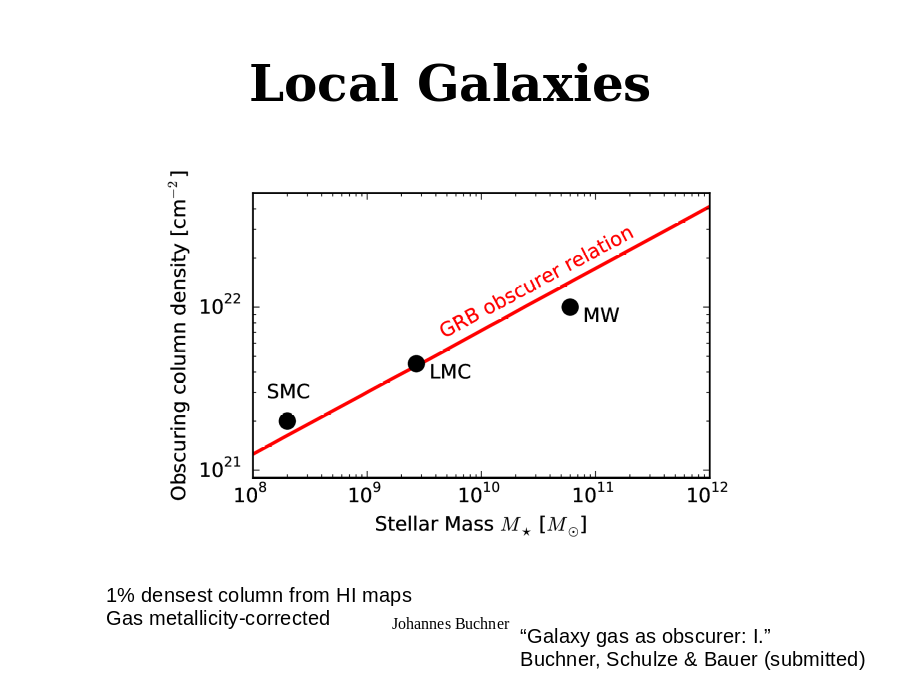 Local Galaxies
Obscuring column density [cm⁻²]
10²²
10²¹
GRB obscurer relation
MW
LMC
SMC
10⁸ 10⁹ 10¹⁰ 10¹¹ 10¹²
Stellar Mass M⋆ [M☉]
1% densest column from HI maps
Gas metallicity-corrected
Johannes Buchner
“Galaxy gas as obscurer: I.”
Buchner, Schulze & Bauer (submitted)